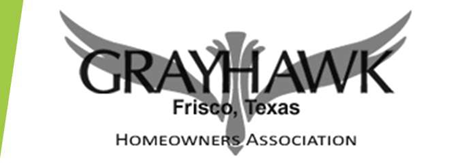 GRAYHAWK
Frisco, Texas
HOMEOWNERS ASSOCIATION